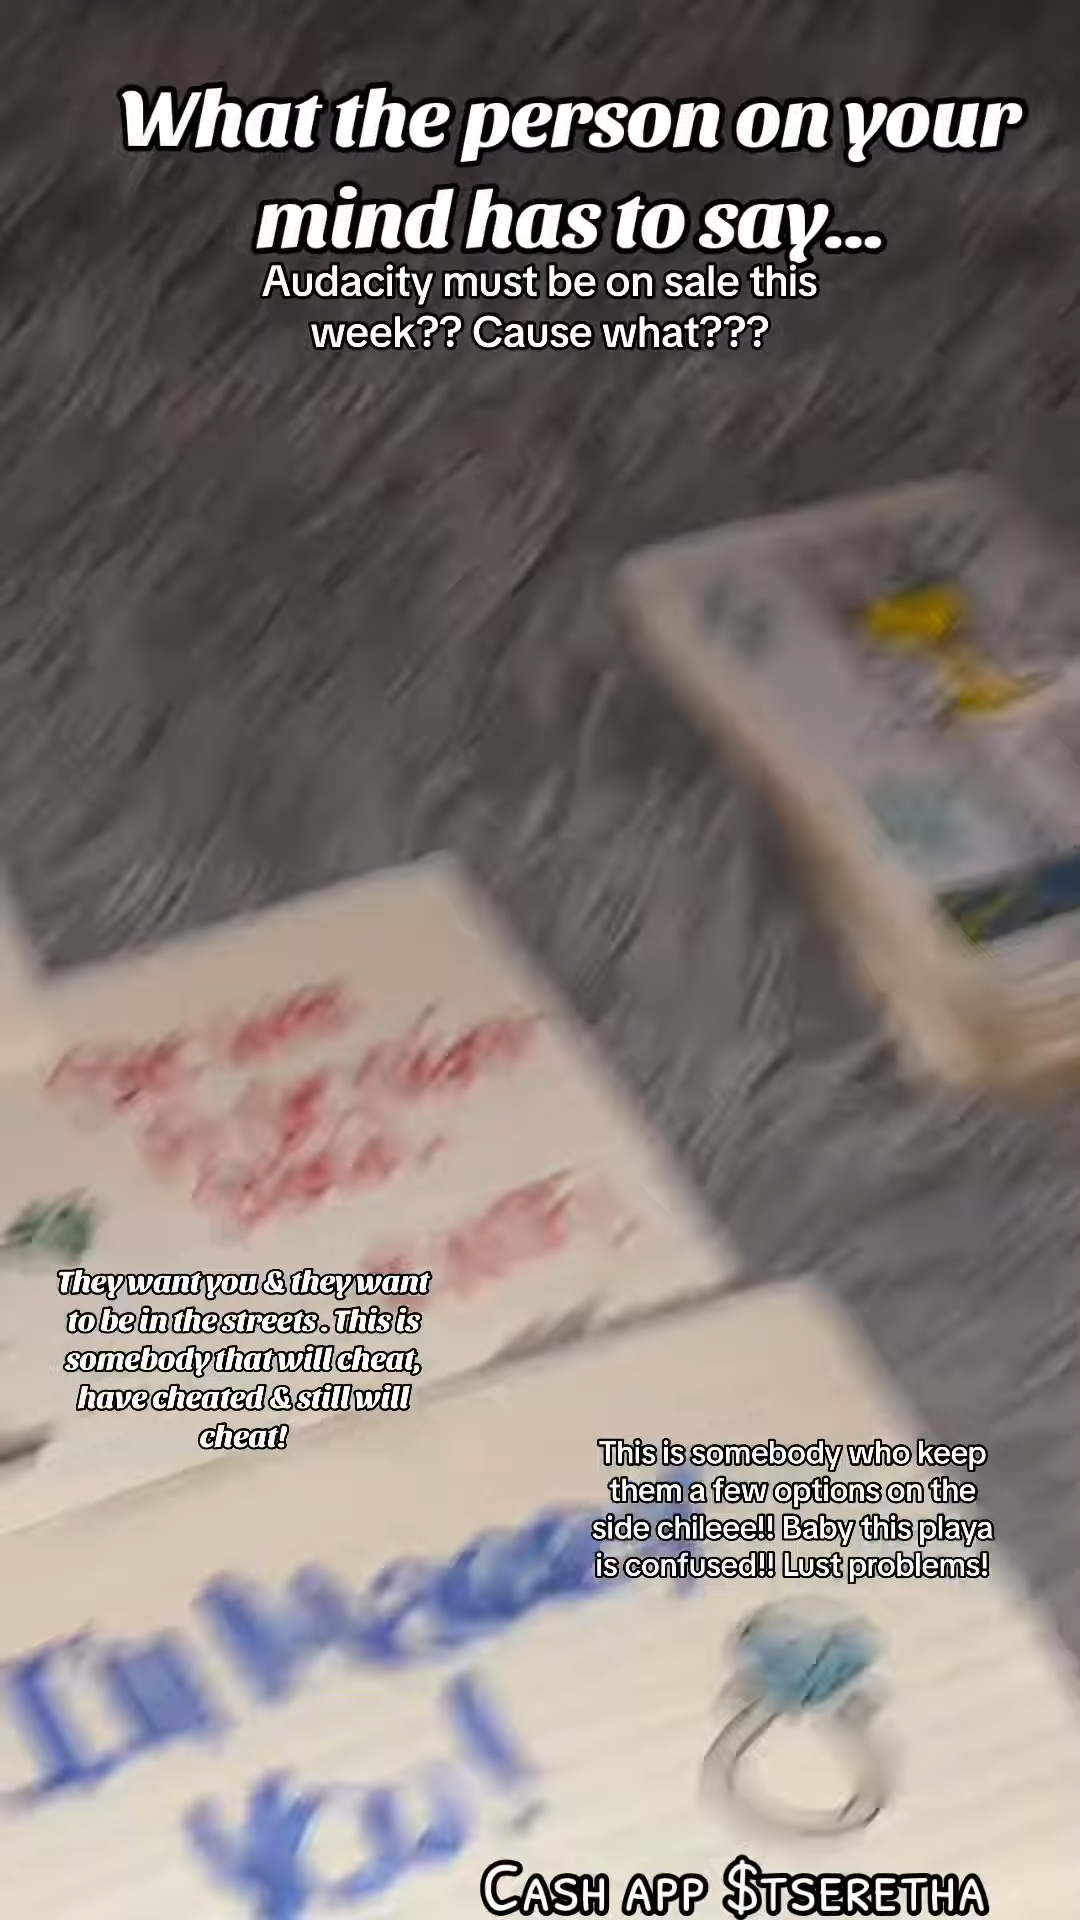 What the person on your
mind has to say...
Audacity must be on sale this
week?? Cause what???
They want you & they want
to be in the streets . This is
somebody that will cheat,
have cheated & still will
cheat!
This is somebody who keep
them a few options on the
side chileee!! Baby this playa
is confused!! Lust problems!
You!
Cash app $tseretha